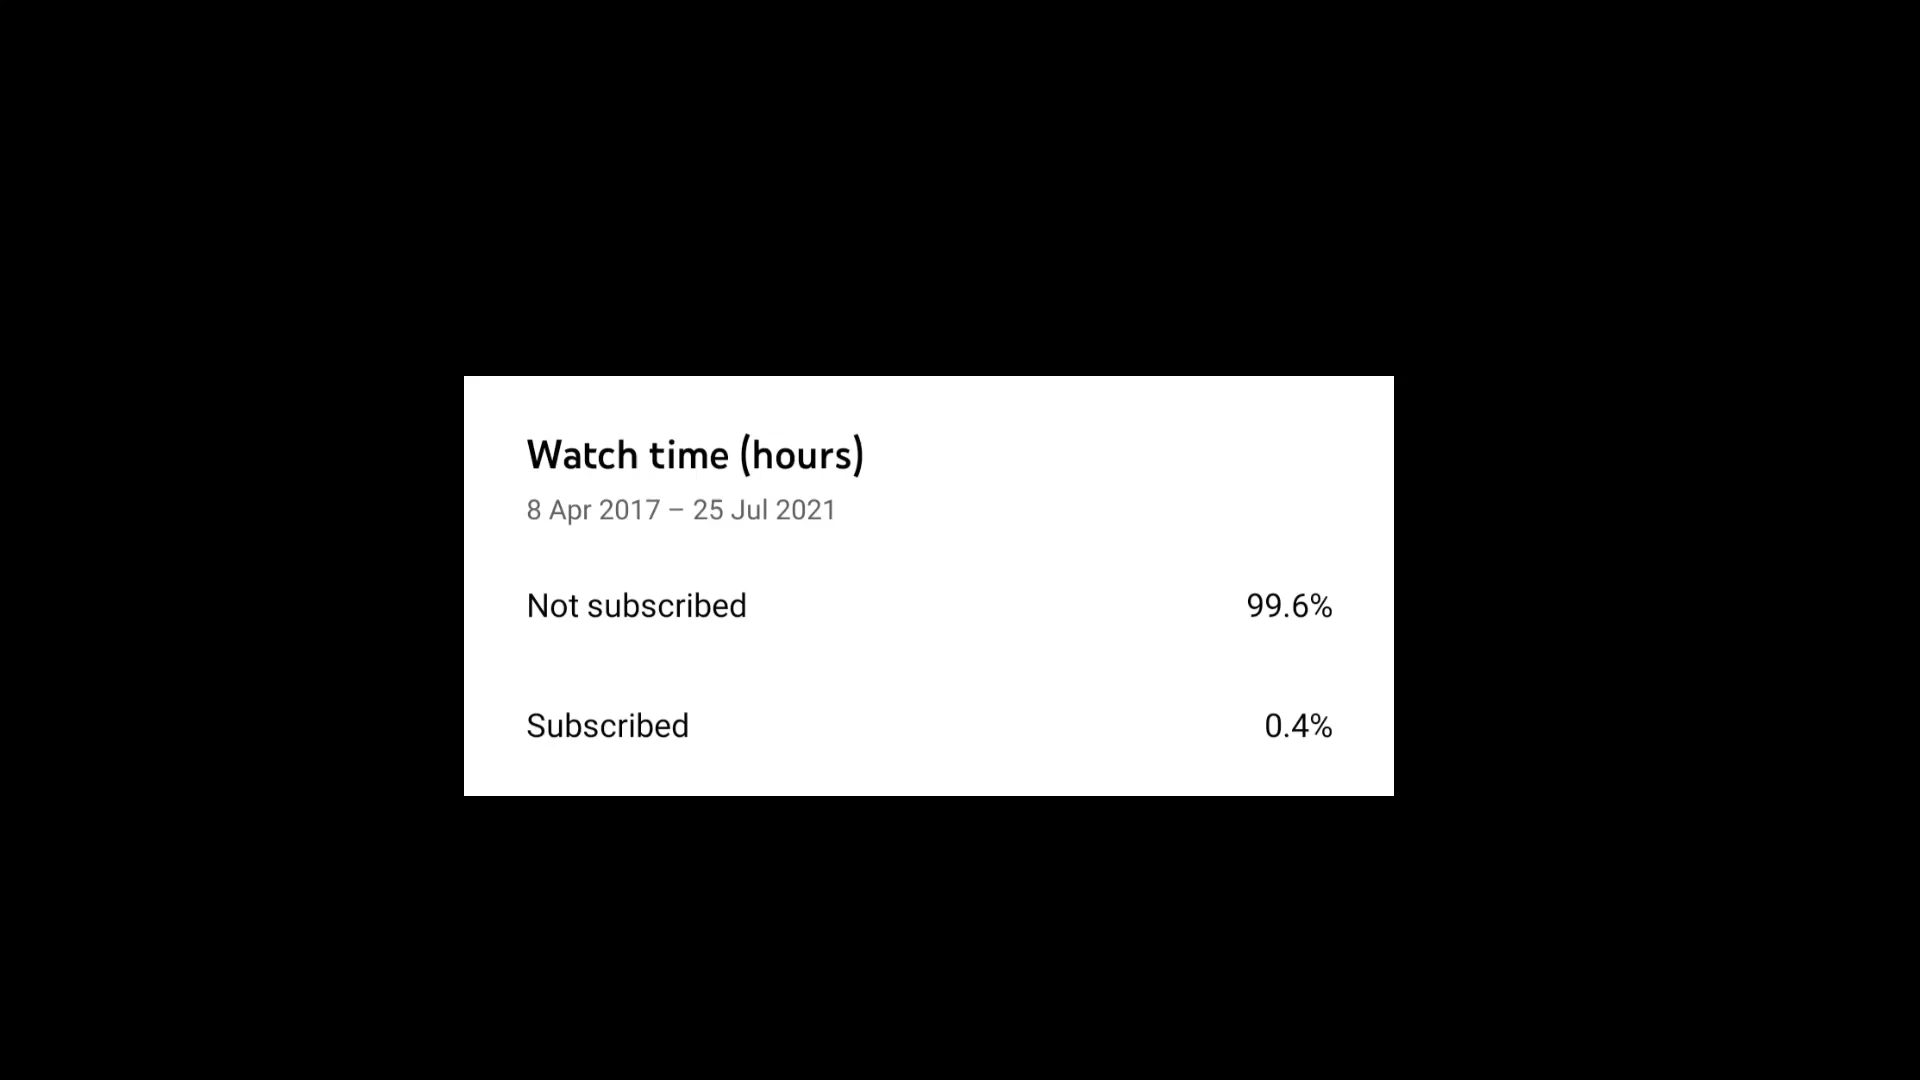 Watch time (hours)
8 Apr 2017 – 25 Jul 2021
Not subscribed 99.6%
Subscribed 0.4%